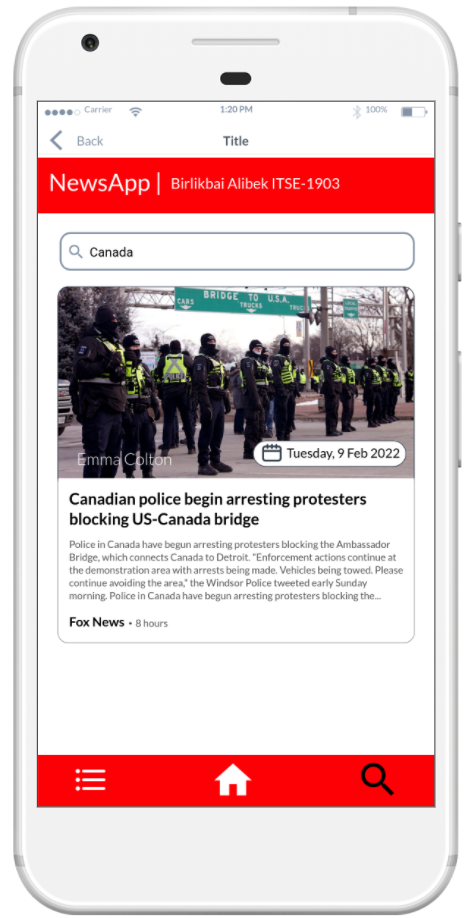 Carrier 1:20 PM 100%
Back Title
NewsApp | Birlikbai Alibek ITSE-1903
Canada
BRIDGE TO U.S.A.
CARS TRUCKS TRUC
Emma Colton
Tuesday, 9 Feb 2022
Canadian police begin arresting protesters
blocking US-Canada bridge
Police in Canada have begun arresting protesters blocking the Ambassador
Bridge, which connects Canada to Detroit. "Enforcement actions continue at
the demonstration area with arrests being made. Vehicles being towed. Please
continue avoiding the area," the Windsor Police tweeted early Sunday
morning. Police in Canada have begun arresting protesters blocking the...
Fox News • 8 hours